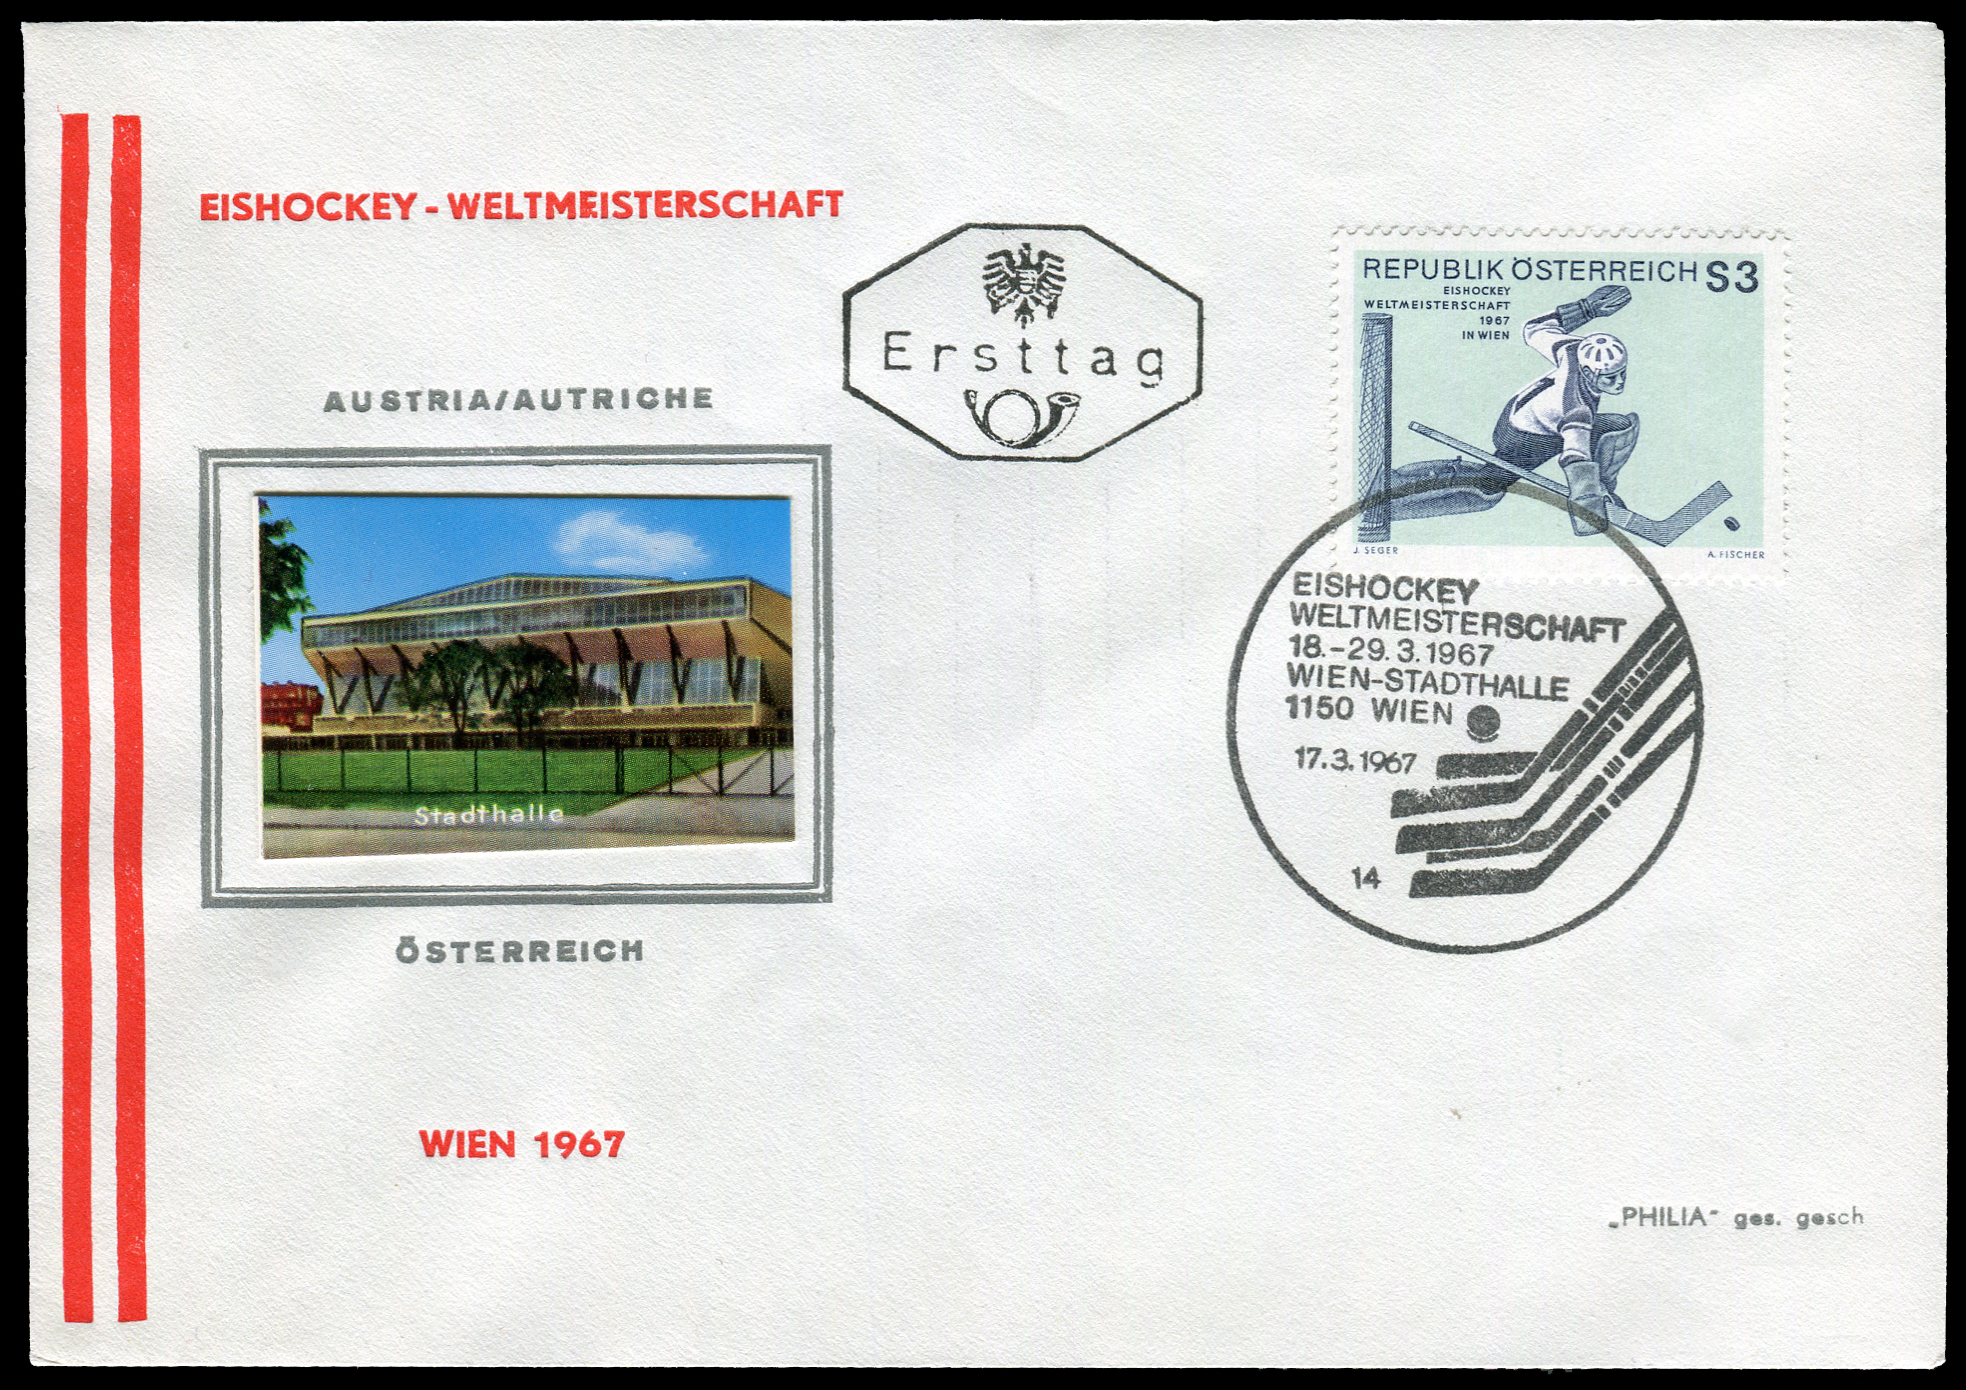 EISHOCKEY - WELTMEISTERSCHAFT
AUSTRIA/AUTRICHE
Stadthalle
ÖSTERREICH
WIEN 1967
Ersttag
REPUBLIK ÖSTERREICH S3
EISHOCKEY
WELTMEISTERSCHAFT
1967
IN WIEN
J. SEGER
A. FISCHER
EISHOCKEY
WELTMEISTERSCHAFT
18.-29.3.1967
WIEN-STADTHALLE
1150 WIEN
17.3.1967
14
„PHILIA“ ges. gesch